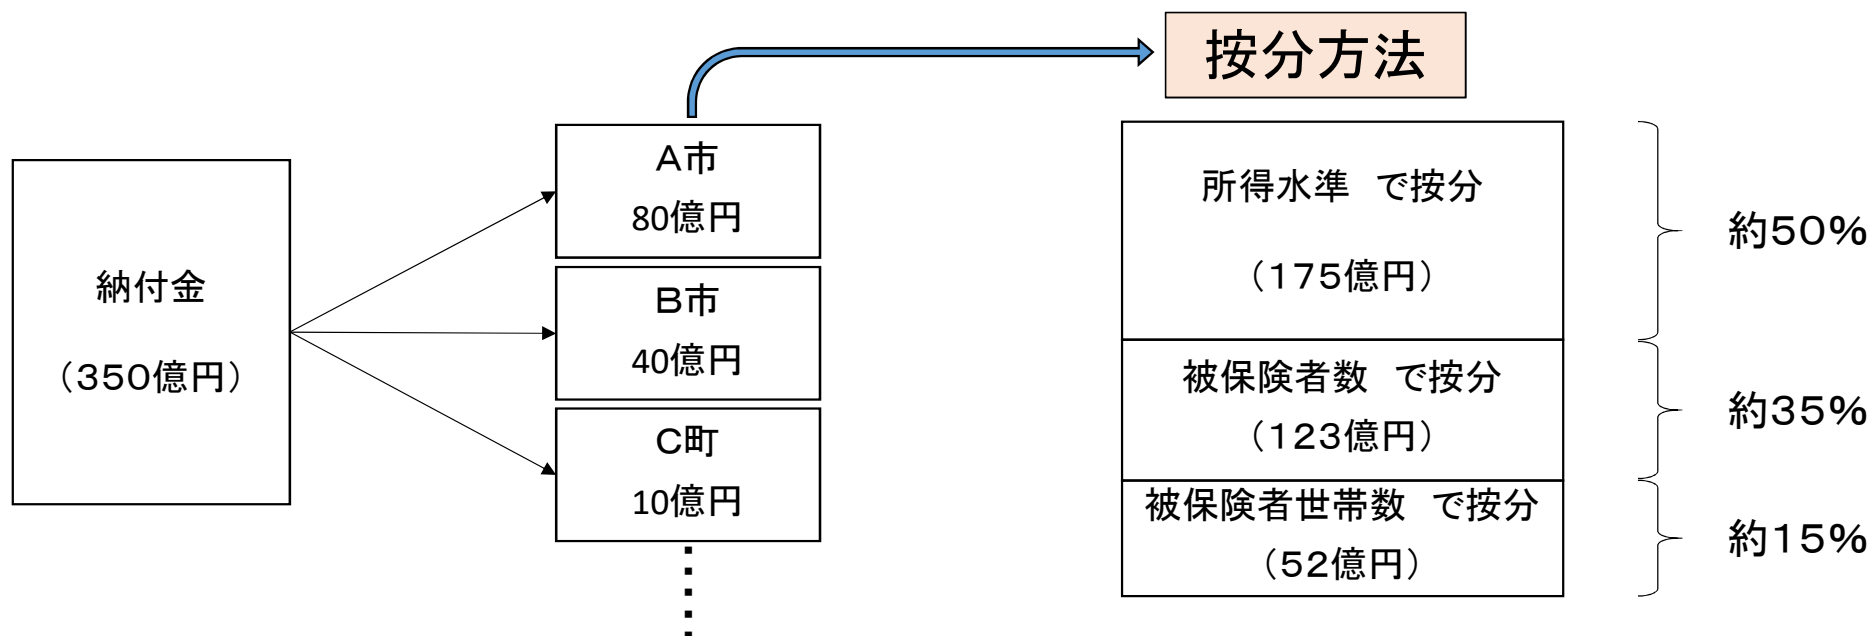 按分方法
納付金
（３５０億円）
Ａ市
80億円
Ｂ市
40億円
Ｃ町
10億円
所得水準　で按分
（１７５億円）
約５０％
被保険者数　で按分
（１２３億円）
約３５％
被保険者世帯数　で按分
（５２億円）
約１５％